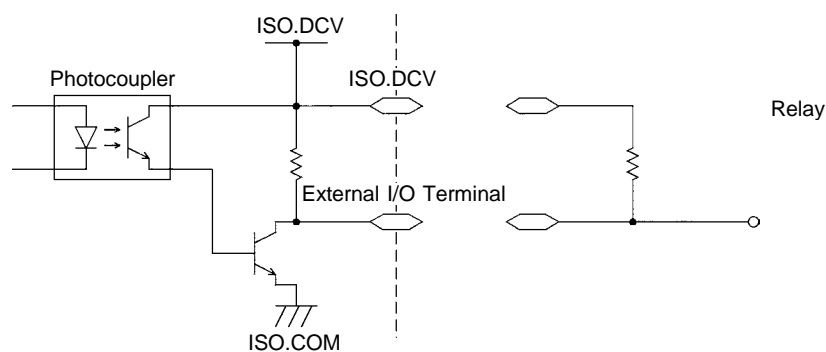 ISO.DCV
Photocoupler
ISO.DCV
Relay
External I/O Terminal
ISO.COM